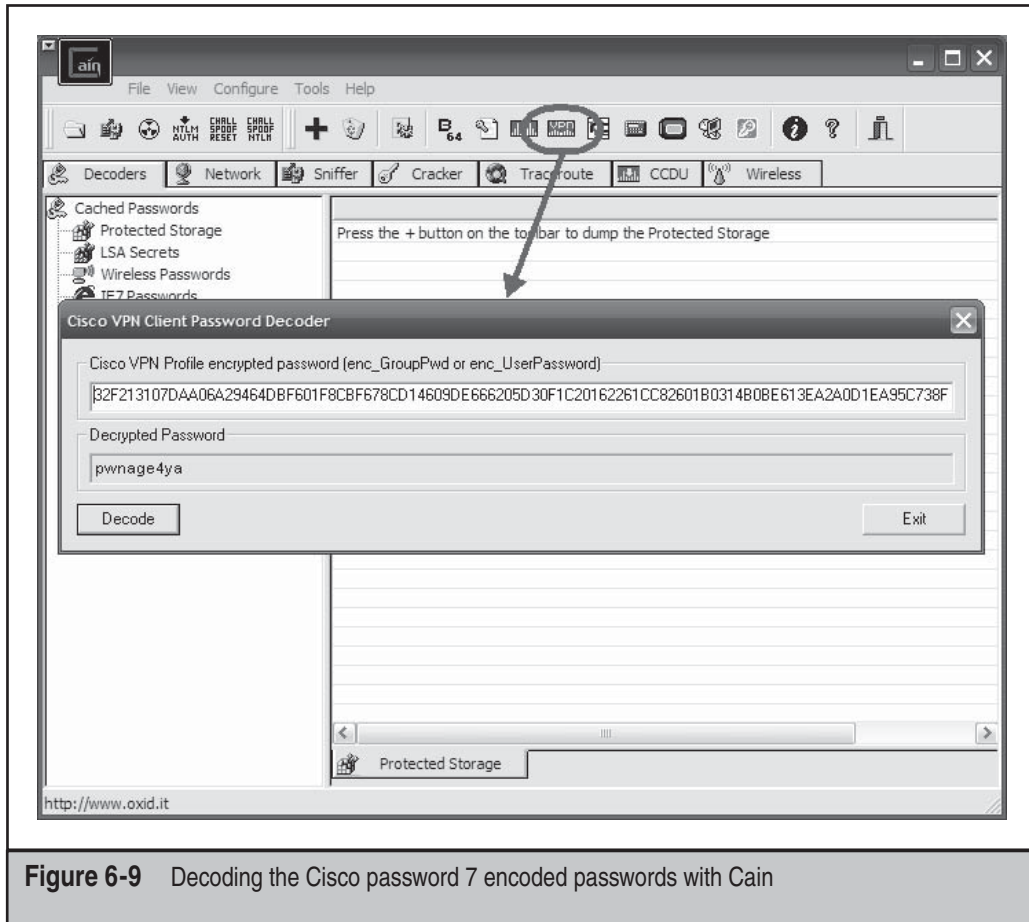 aín
File View Configure Tools Help
NTLM AUTH
CHALL SPOOF RESET
CHALL SPOOF NTLM
B64
VPN
Decoders Network Sniffer Cracker Traceroute CCDU Wireless
Cached Passwords
Protected Storage
LSA Secrets
Wireless Passwords
IE7 Passwords
Press the + button on the toolbar to dump the Protected Storage
Cisco VPN Client Password Decoder
Cisco VPN Profile encrypted password (enc_GroupPwd or enc_UserPassword)
32F213107DAA06A29464DBF601F8CBF678CD14609DE666205D30F1C20162261CC82601B0314B0BE613EA2A0D1EA95C738F
Decrypted Password
pwnage4ya
Decode Exit
Protected Storage
http://www.oxid.it
Figure 6-9 Decoding the Cisco password 7 encoded passwords with Cain